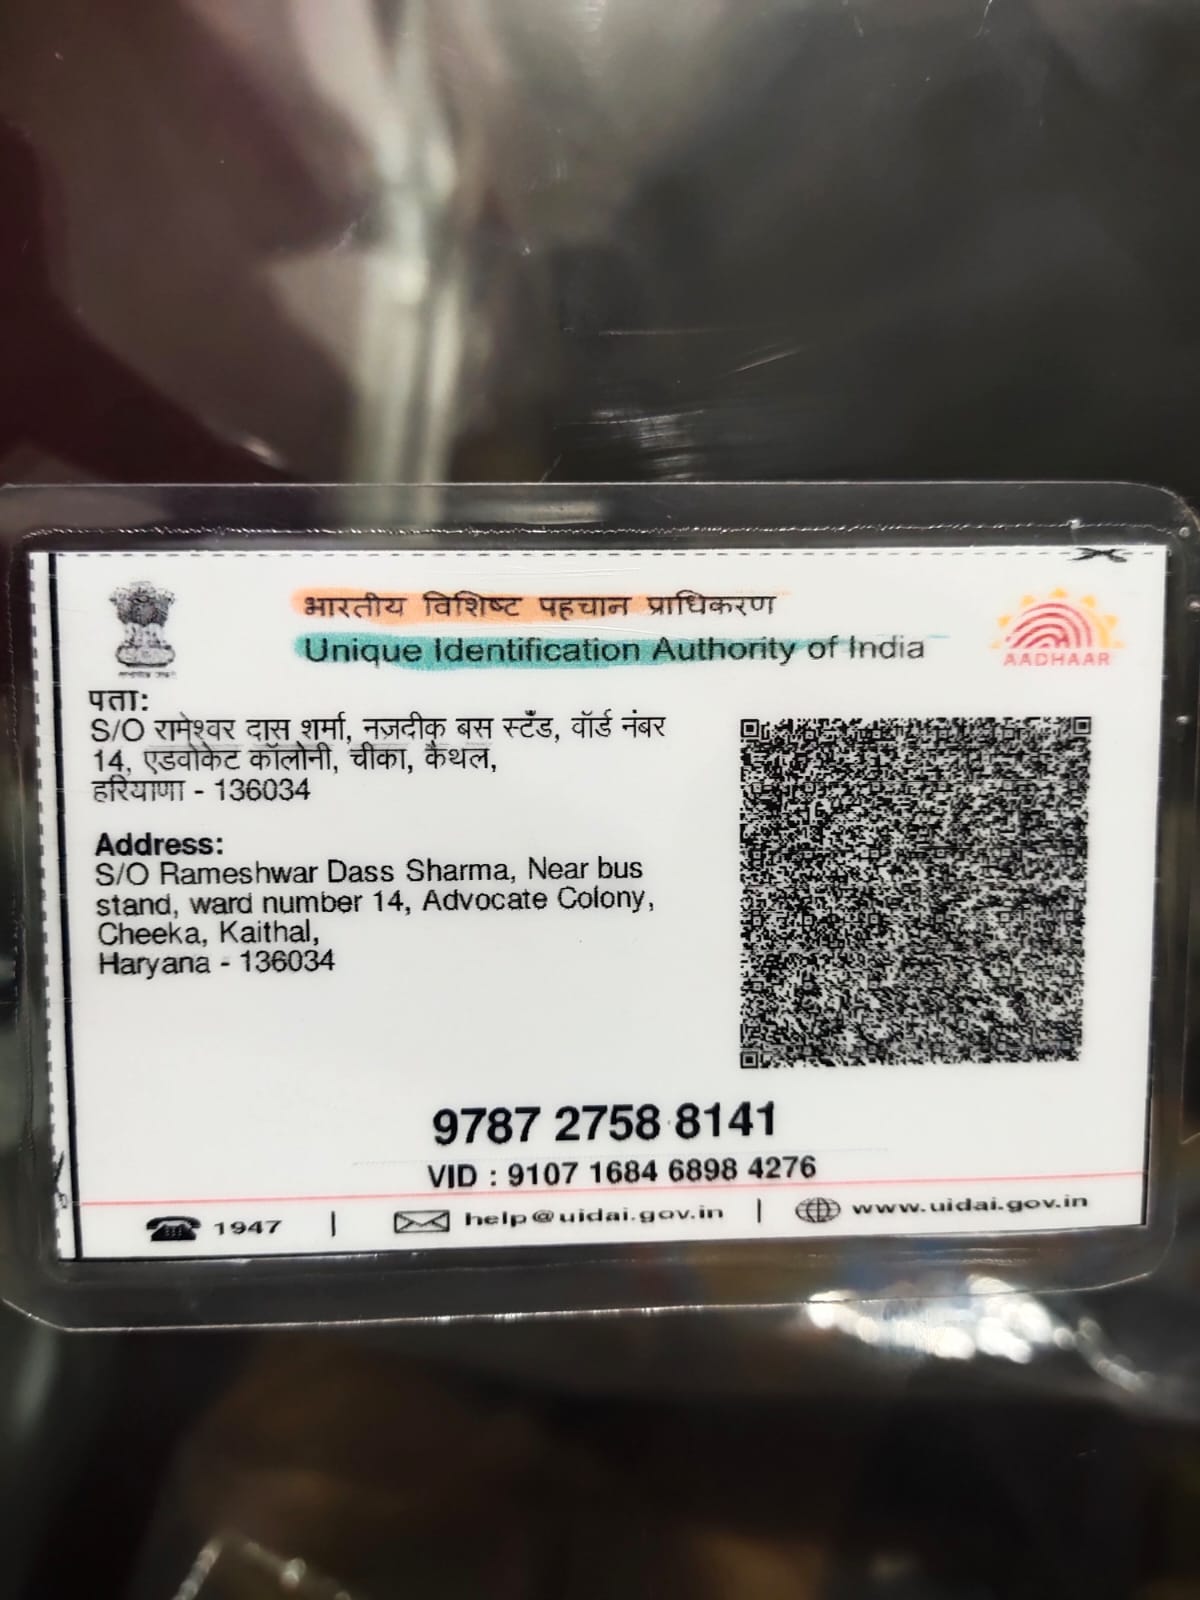 भारतीय विशिष्ट पहचान प्राधिकरण
Unique Identification Authority of India
AADHAAR
पता:
S/O रामेश्वर दास शर्मा, नज़दीक बस स्टैंड, वॉर्ड नंबर
14, एडवोकेट कॉलोनी, चीका, कैथल,
हरियाणा - 136034
Address:
S/O Rameshwar Dass Sharma, Near bus
stand, ward number 14, Advocate Colony,
Cheeka, Kaithal,
Haryana - 136034
9787 2758 8141
VID : 9107 1684 6898 4276
1947 | help@uidai.gov.in | www.uidai.gov.in